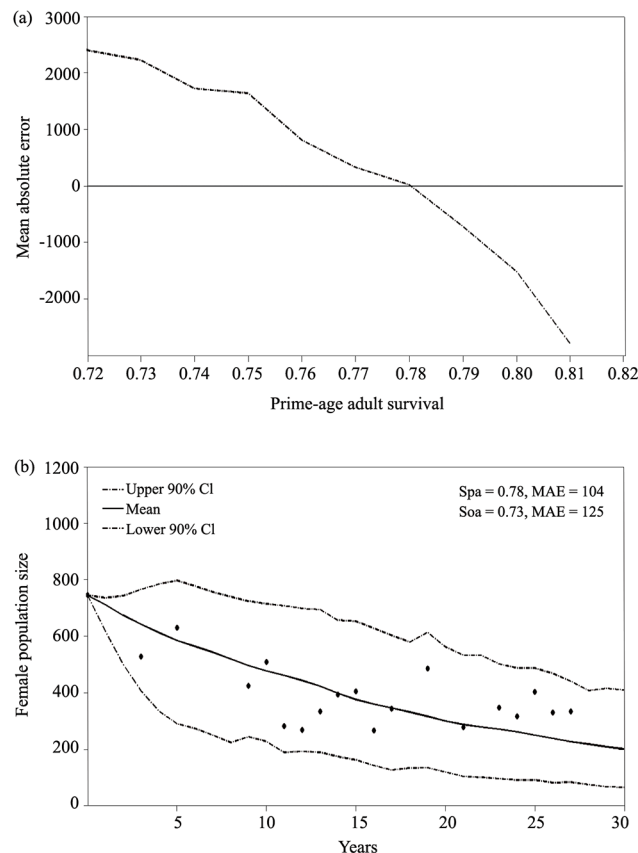 (a)
3000
2000
1000
0
-1000
-2000
Mean absolute error
0.72 0.73 0.74 0.75 0.76 0.77 0.78 0.79 0.80 0.81 0.82
Prime-age adult survival
(b)
1200
1000
800
600
400
200
0
Female population size
Upper 90% Cl
Mean
Lower 90% Cl
Spa = 0.78, MAE = 104
Soa = 0.73, MAE = 125
5 10 15 20 25 30
Years